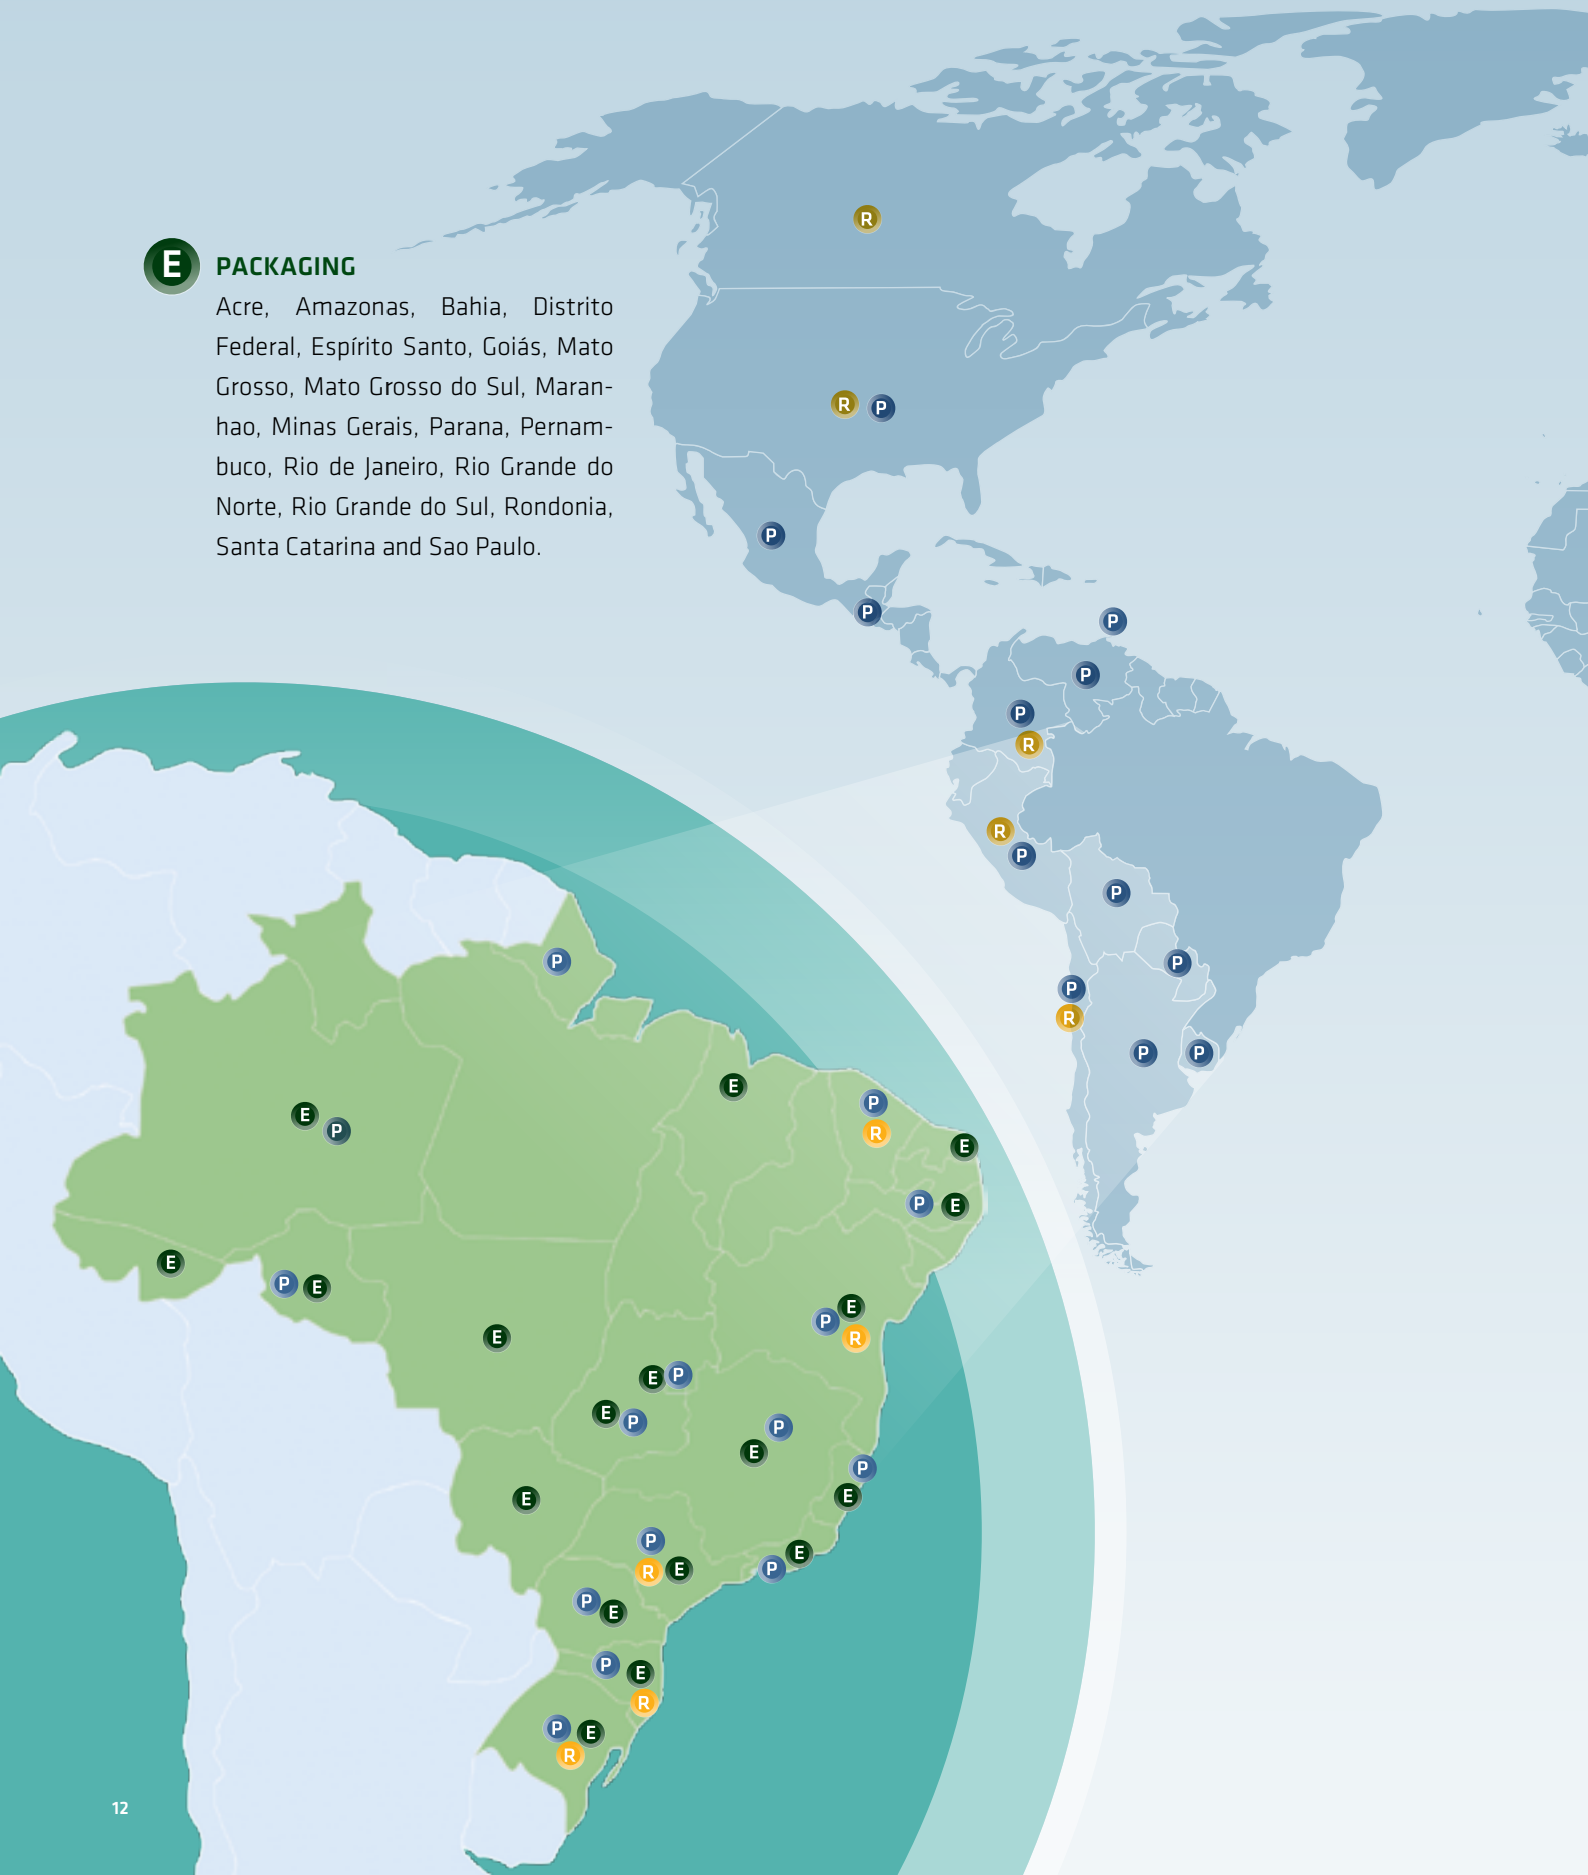 R
E PACKAGING
Acre, Amazonas, Bahia, Distrito
Federal, Espírito Santo, Goiás, Mato
Grosso, Mato Grosso do Sul, Maran-
hao, Minas Gerais, Parana, Pernam-
buco, Rio de Janeiro, Rio Grande do
Norte, Rio Grande do Sul, Rondonia,
Santa Catarina and Sao Paulo.
R P
P
P
P
P
P
R
R
P
P
P
P
P
R
P P
E
P
E
P
R
E P
E
P E
E
P E
E
P
E
R
E P
E P
P
E
P
E
E
P
R E
E
P
P E
P E
R
P E
R
12